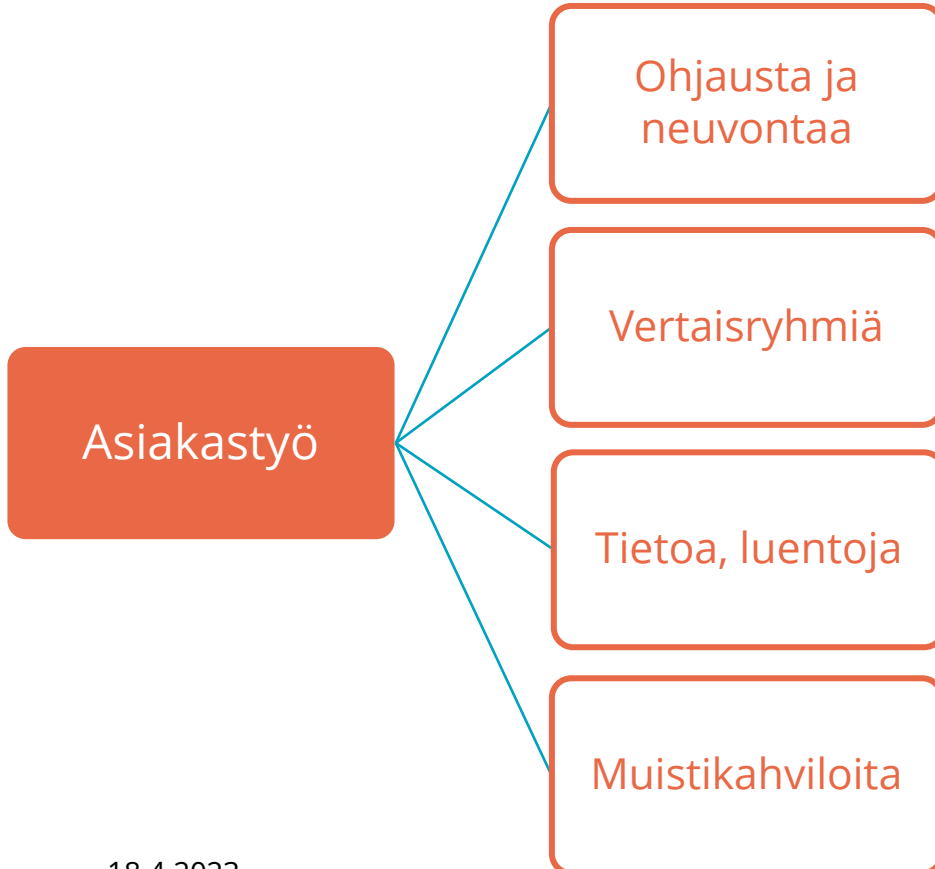 Ohjausta ja
neuvontaa
Vertaisryhmiä
Asiakastyö
Tietoa, luentoja
Muistikahviloita